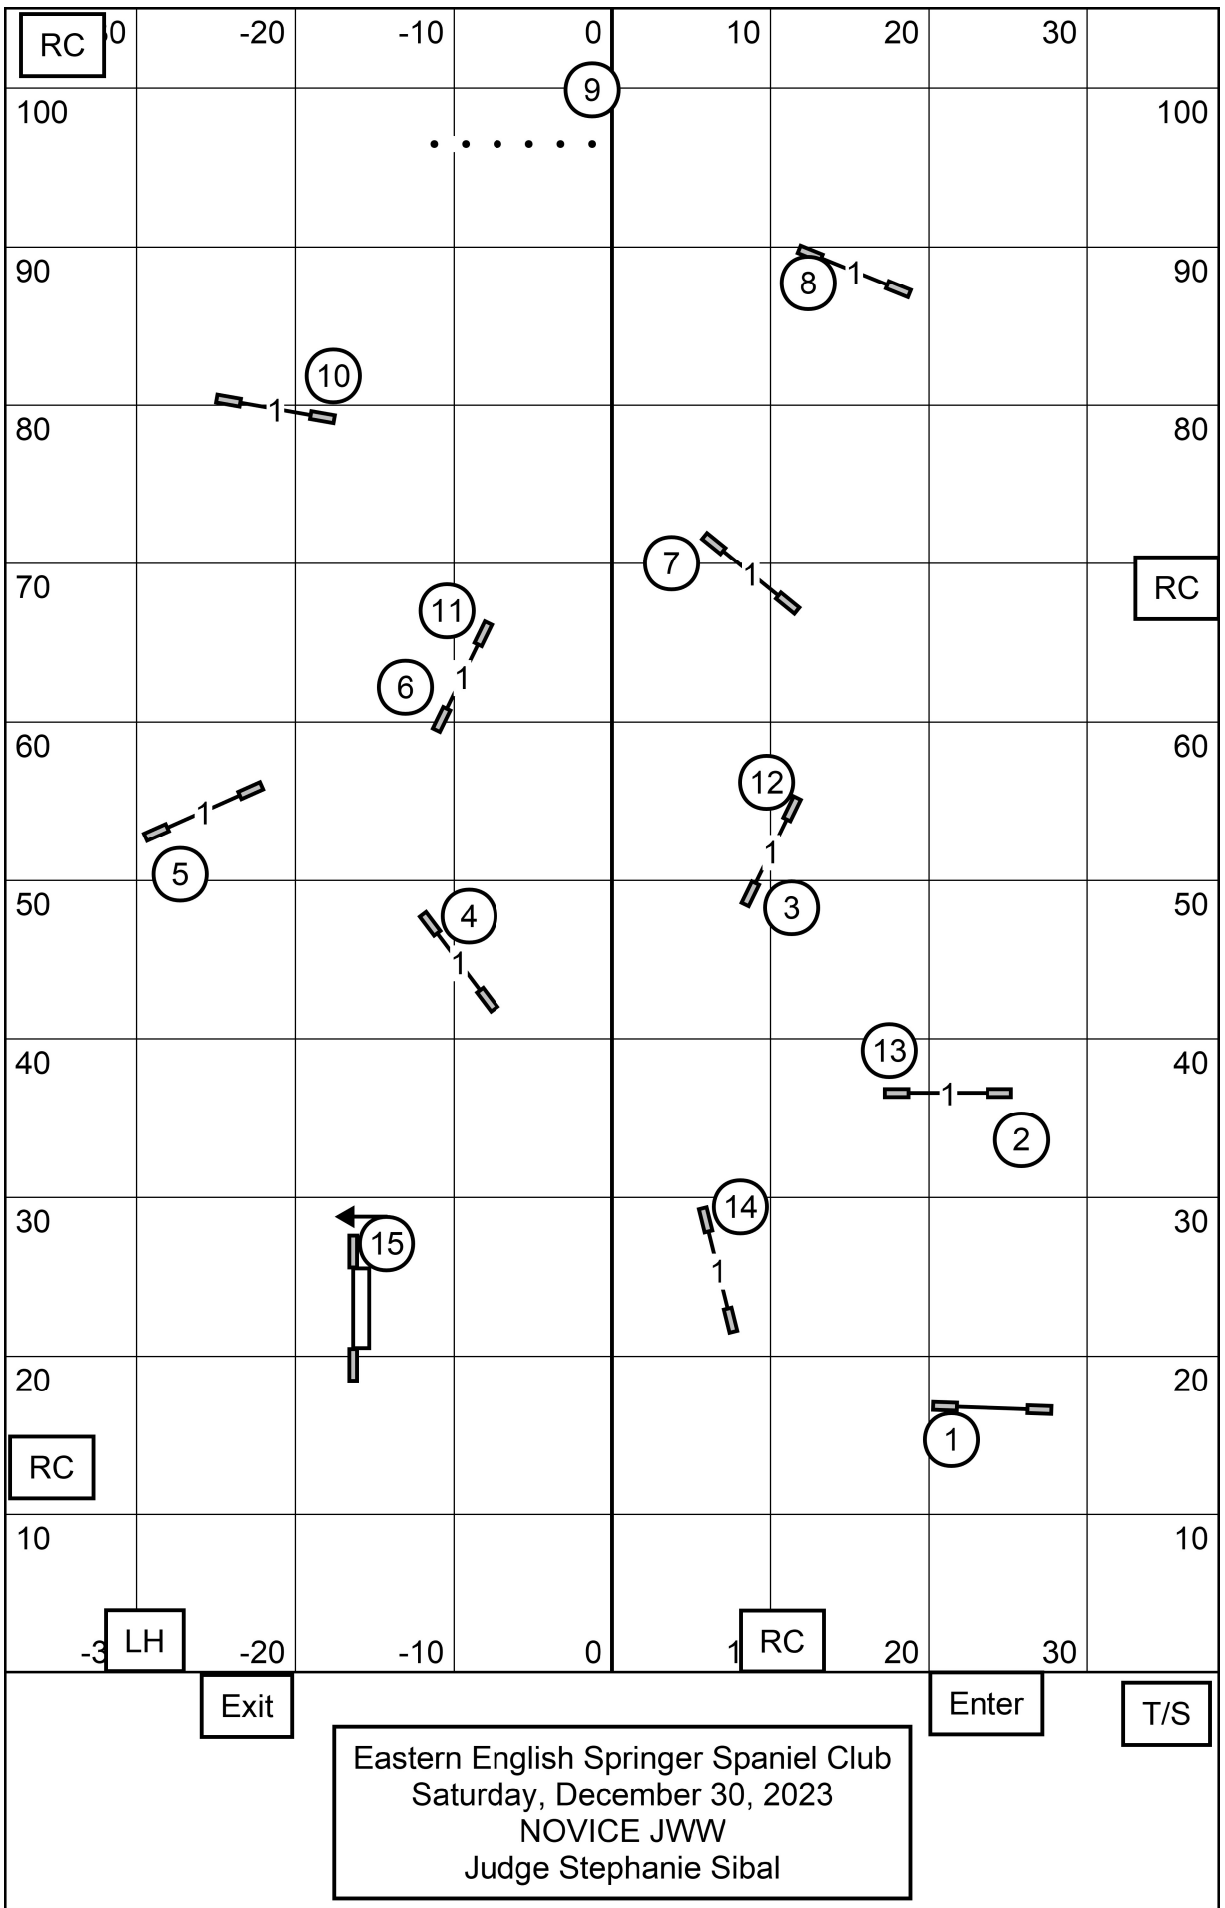 RC 0 -20 -10 0 10 20 30
9
100 100
90 8 1 90
10
1
80 80
7 1
70 RC
11
6 1
60 60
12
1
5 1
50 4 3 50
1
13
40 1 40
2
14
30 15 30
1
20 20
1
RC
10 10
-3 LH -20 -10 0 1 RC 20 30
Exit Enter T/S
Eastern English Springer Spaniel Club
Saturday, December 30, 2023
NOVICE JWW
Judge Stephanie Sibal